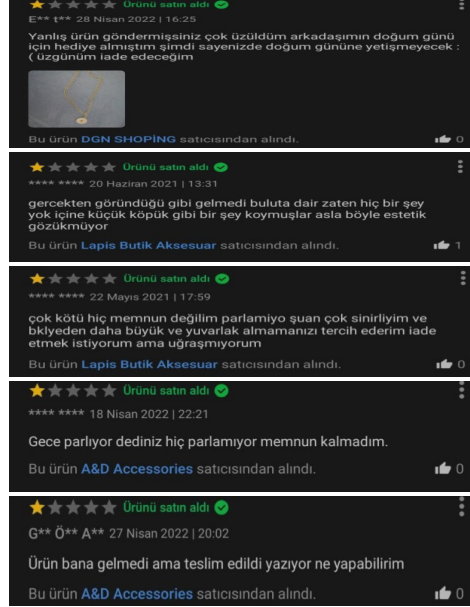 Ürünü satın aldı
E** t** 28 Nisan 2022 | 16:25
Yanlış ürün göndermişsiniz çok üzüldüm arkadaşımın doğum günü
için hediye almıştım şimdi sayenizde doğum gününe yetişmeyecek :
( üzgünüm iade edeceğim
Bu ürün DGN SHOPİNG satıcısından alındı.
0
Ürünü satın aldı
**** **** 20 Haziran 2021 | 13:31
gercekten göründüğü gibi gelmedi buluta dair zaten hiç bir şey
yok içine küçük köpük gibi bir şey koymuşlar asla böyle estetik
gözükmüyor
Bu ürün Lapis Butik Aksesuar satıcısından alındı.
1
Ürünü satın aldı
**** **** 22 Mayıs 2021 | 17:59
çok kötü hiç memnun değilim parlamiyo şuan çok sinirliyim ve
bklyeden daha büyük ve yuvarlak almamanızı tercih ederim iade
etmek istiyorum ama uğraşmıyorum
Bu ürün Lapis Butik Aksesuar satıcısından alındı.
0
Ürünü satın aldı
**** **** 18 Nisan 2022 | 22:21
Gece parlıyor dediniz hiç parlamıyor memnun kalmadım.
Bu ürün A&D Accessories satıcısından alındı.
0
Ürünü satın aldı
G** Ö** A** 27 Nisan 2022 | 20:02
Ürün bana gelmedi ama teslim edildi yazıyor ne yapabilirim
Bu ürün A&D Accessories satıcısından alındı.
0